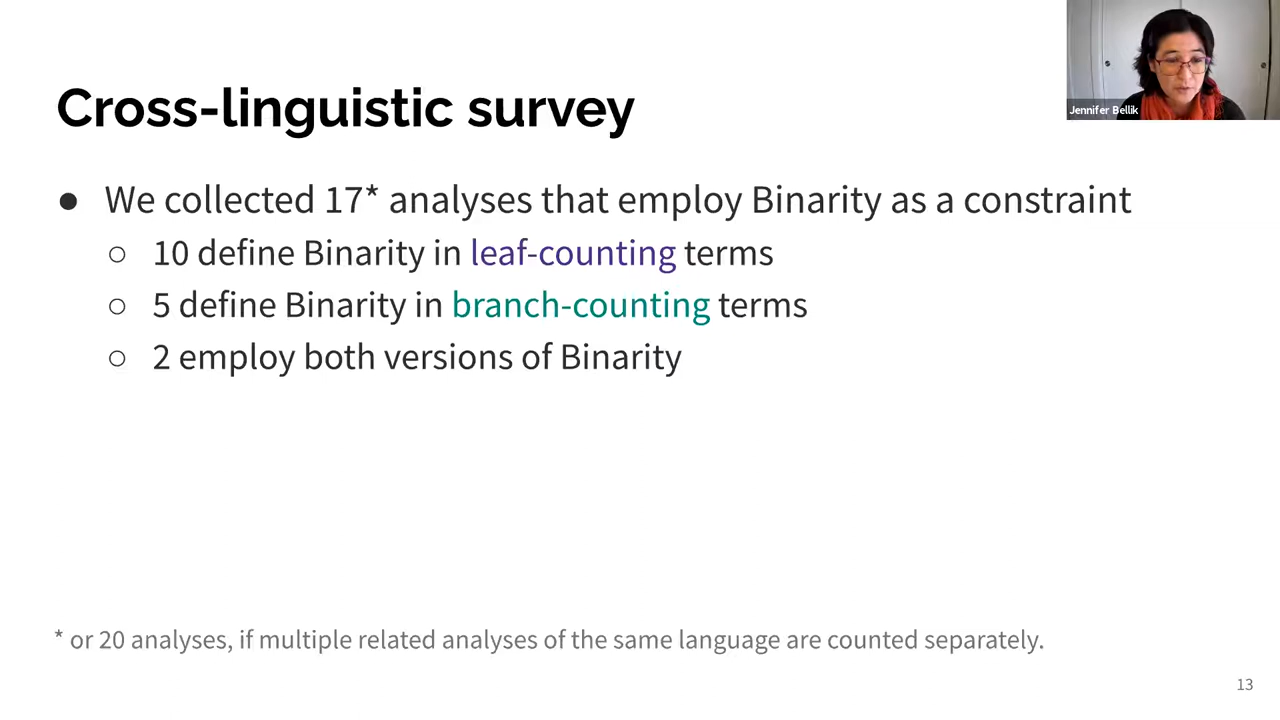 Cross-linguistic survey
Jennifer Bellik
● We collected 17* analyses that employ Binarity as a constraint
○ 10 define Binarity in leaf-counting terms
○ 5 define Binarity in branch-counting terms
○ 2 employ both versions of Binarity
* or 20 analyses, if multiple related analyses of the same language are counted separately.
13